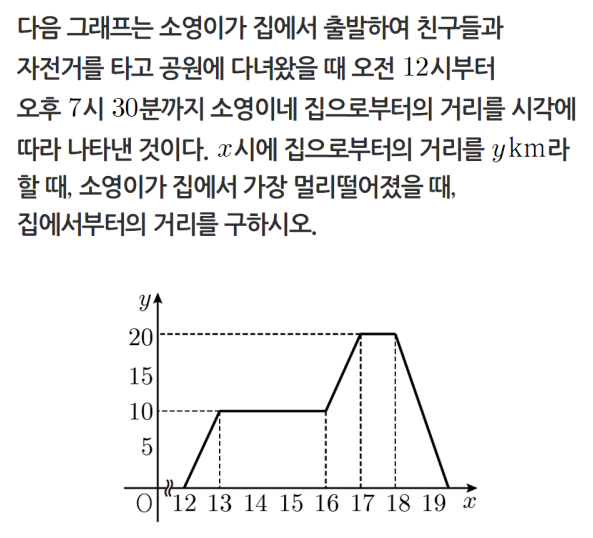 다음 그래프는 소영이가 집에서 출발하여 친구들과
자전거를 타고 공원에 다녀왔을 때 오전 12시부터
오후 7시 30분까지 소영이네 집으로부터의 거리를 시각에
따라 나타낸 것이다. x시에 집으로부터의 거리를 y km라
할 때, 소영이가 집에서 가장 멀리떨어졌을 때,
집에서부터의 거리를 구하시오.
y
20
15
10
5
O 12 13 14 15 16 17 18 19 x